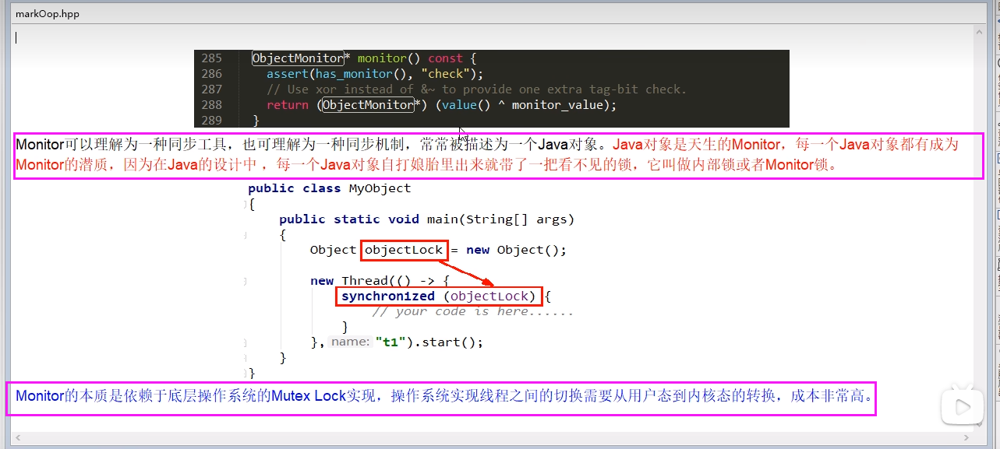 markOop.hpp
285 ObjectMonitor* monitor() const {
286 assert(has_monitor(), "check");
287 // Use xor instead of &~ to provide one extra tag-bit check.
288 return (ObjectMonitor*) (value() ^ monitor_value);
289 }
Monitor可以理解为一种同步工具，也可理解为一种同步机制，常常被描述为一个Java对象。Java对象是天生的Monitor，每一个Java对象都有成为
Monitor的潜质，因为在Java的设计中 ，每一个Java对象自打娘胎里出来就带了一把看不见的锁，它叫做内部锁或者Monitor锁。
public class MyObject
{
public static void main(String[] args)
{
Object objectLock = new Object();
new Thread(() -> {
synchronized (objectLock) {
// your code is here......
}
}, name: "t1").start();
}
}
Monitor的本质是依赖于底层操作系统的Mutex Lock实现，操作系统实现线程之间的切换需要从用户态到内核态的转换，成本非常高。